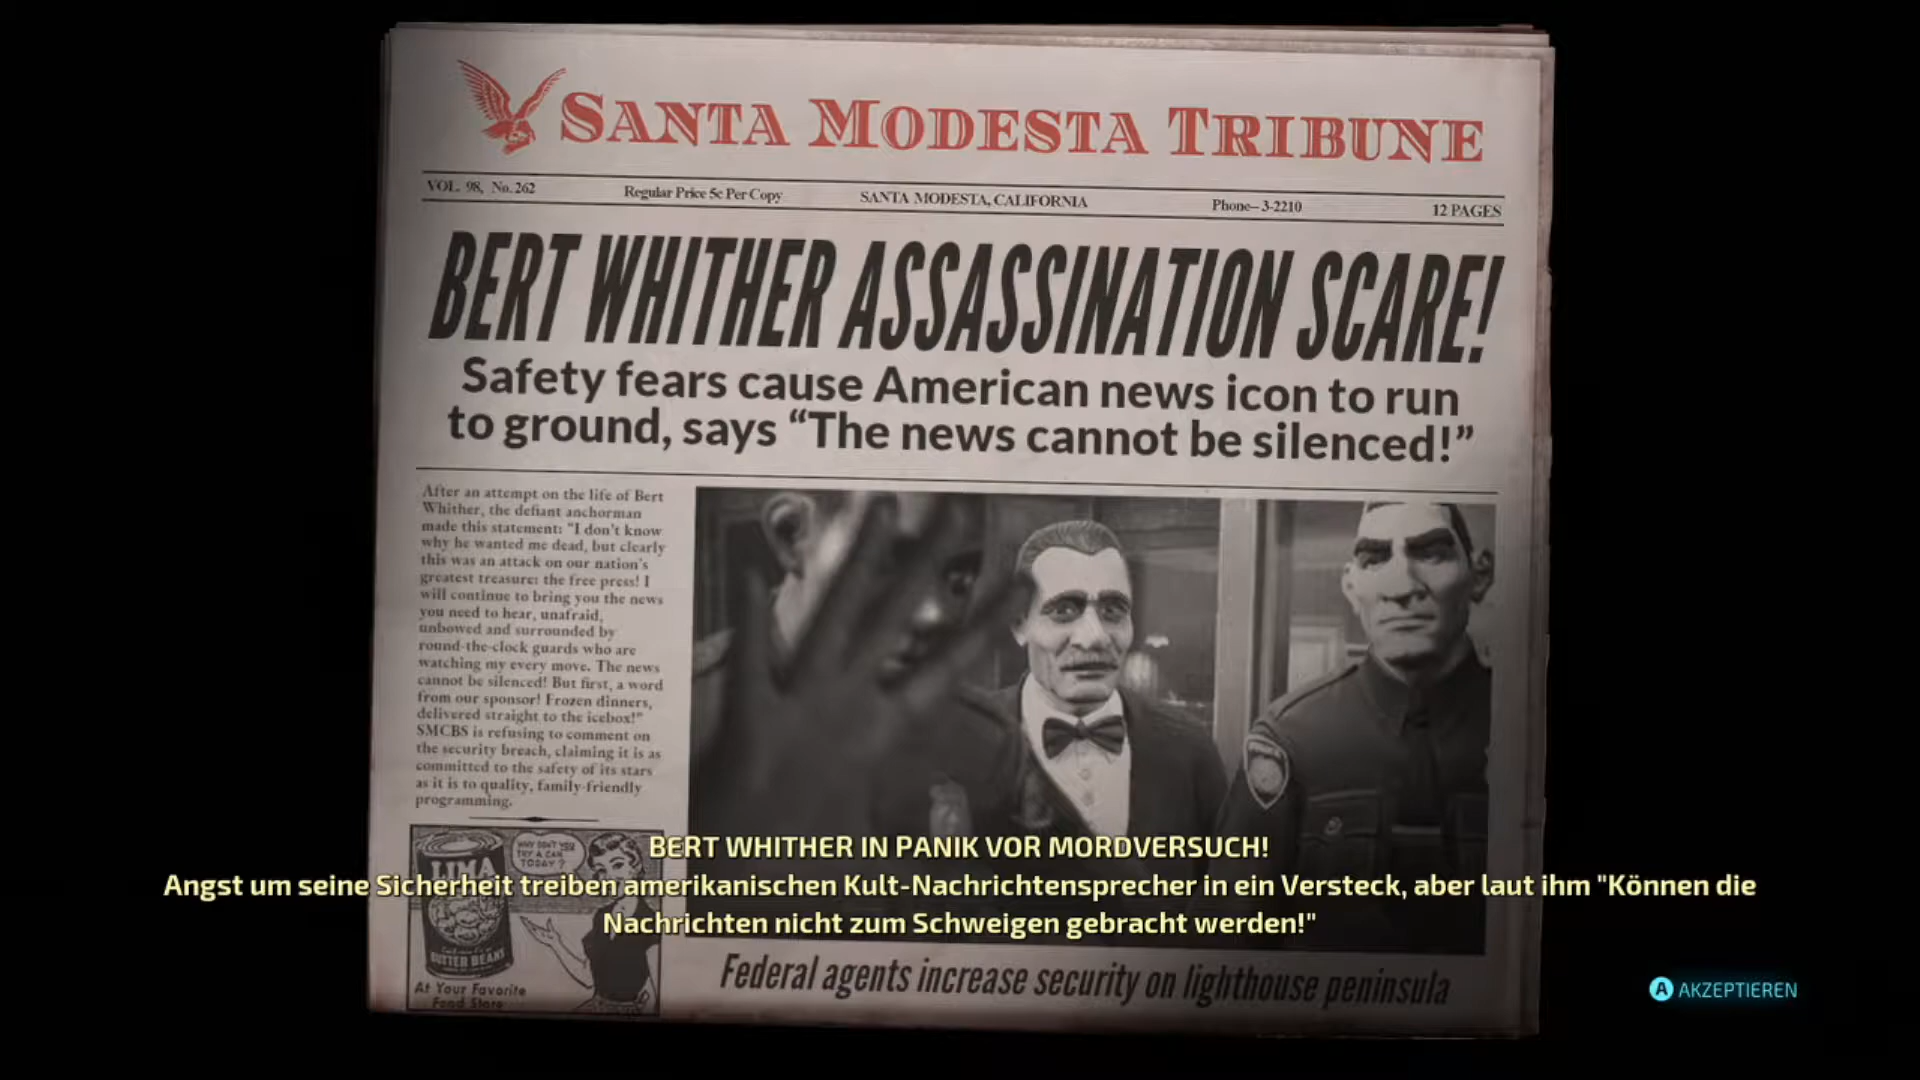 SANTA MODESTA TRIBUNE
VOL. 98, No. 262
Regular Price 5c Per Copy
SANTA MODESTA, CALIFORNIA
Phone— 3-2210
12 PAGES
BERT WHITHER ASSASSINATION SCARE!
Safety fears cause American news icon to run
to ground, says “The news cannot be silenced!”
After an attempt on the life of Bert
Whither, the defiant anchorman
made this statement: “I don't know
why he wanted me dead, but clearly
this was an attack on our nation's
greatest treasure: the free press! I
will continue to bring you the news
you need to hear, unafraid,
unbowed and surrounded by
round-the-clock guards who are
watching my every move. The news
cannot be silenced! But first, a word
from our sponsor! Frozen dinners,
delivered straight to the icebox!”
SMCBS is refusing to comment on
the security breach, claiming it is as
committed to the safety of its stars
as it is to quality, family-friendly
programming.
WHY DON'T YOU
TRY A CAN
TODAY?
LIMA
BUTTER BEANS
At Your Favorite
Food Store
BERT WHITHER IN PANIK VOR MORDVERSUCH!
Angst um seine Sicherheit treiben amerikanischen Kult-Nachrichtensprecher in ein Versteck, aber laut ihm "Können die
Nachrichten nicht zum Schweigen gebracht werden!"
Federal agents increase security on lighthouse peninsula
A AKZEPTIEREN